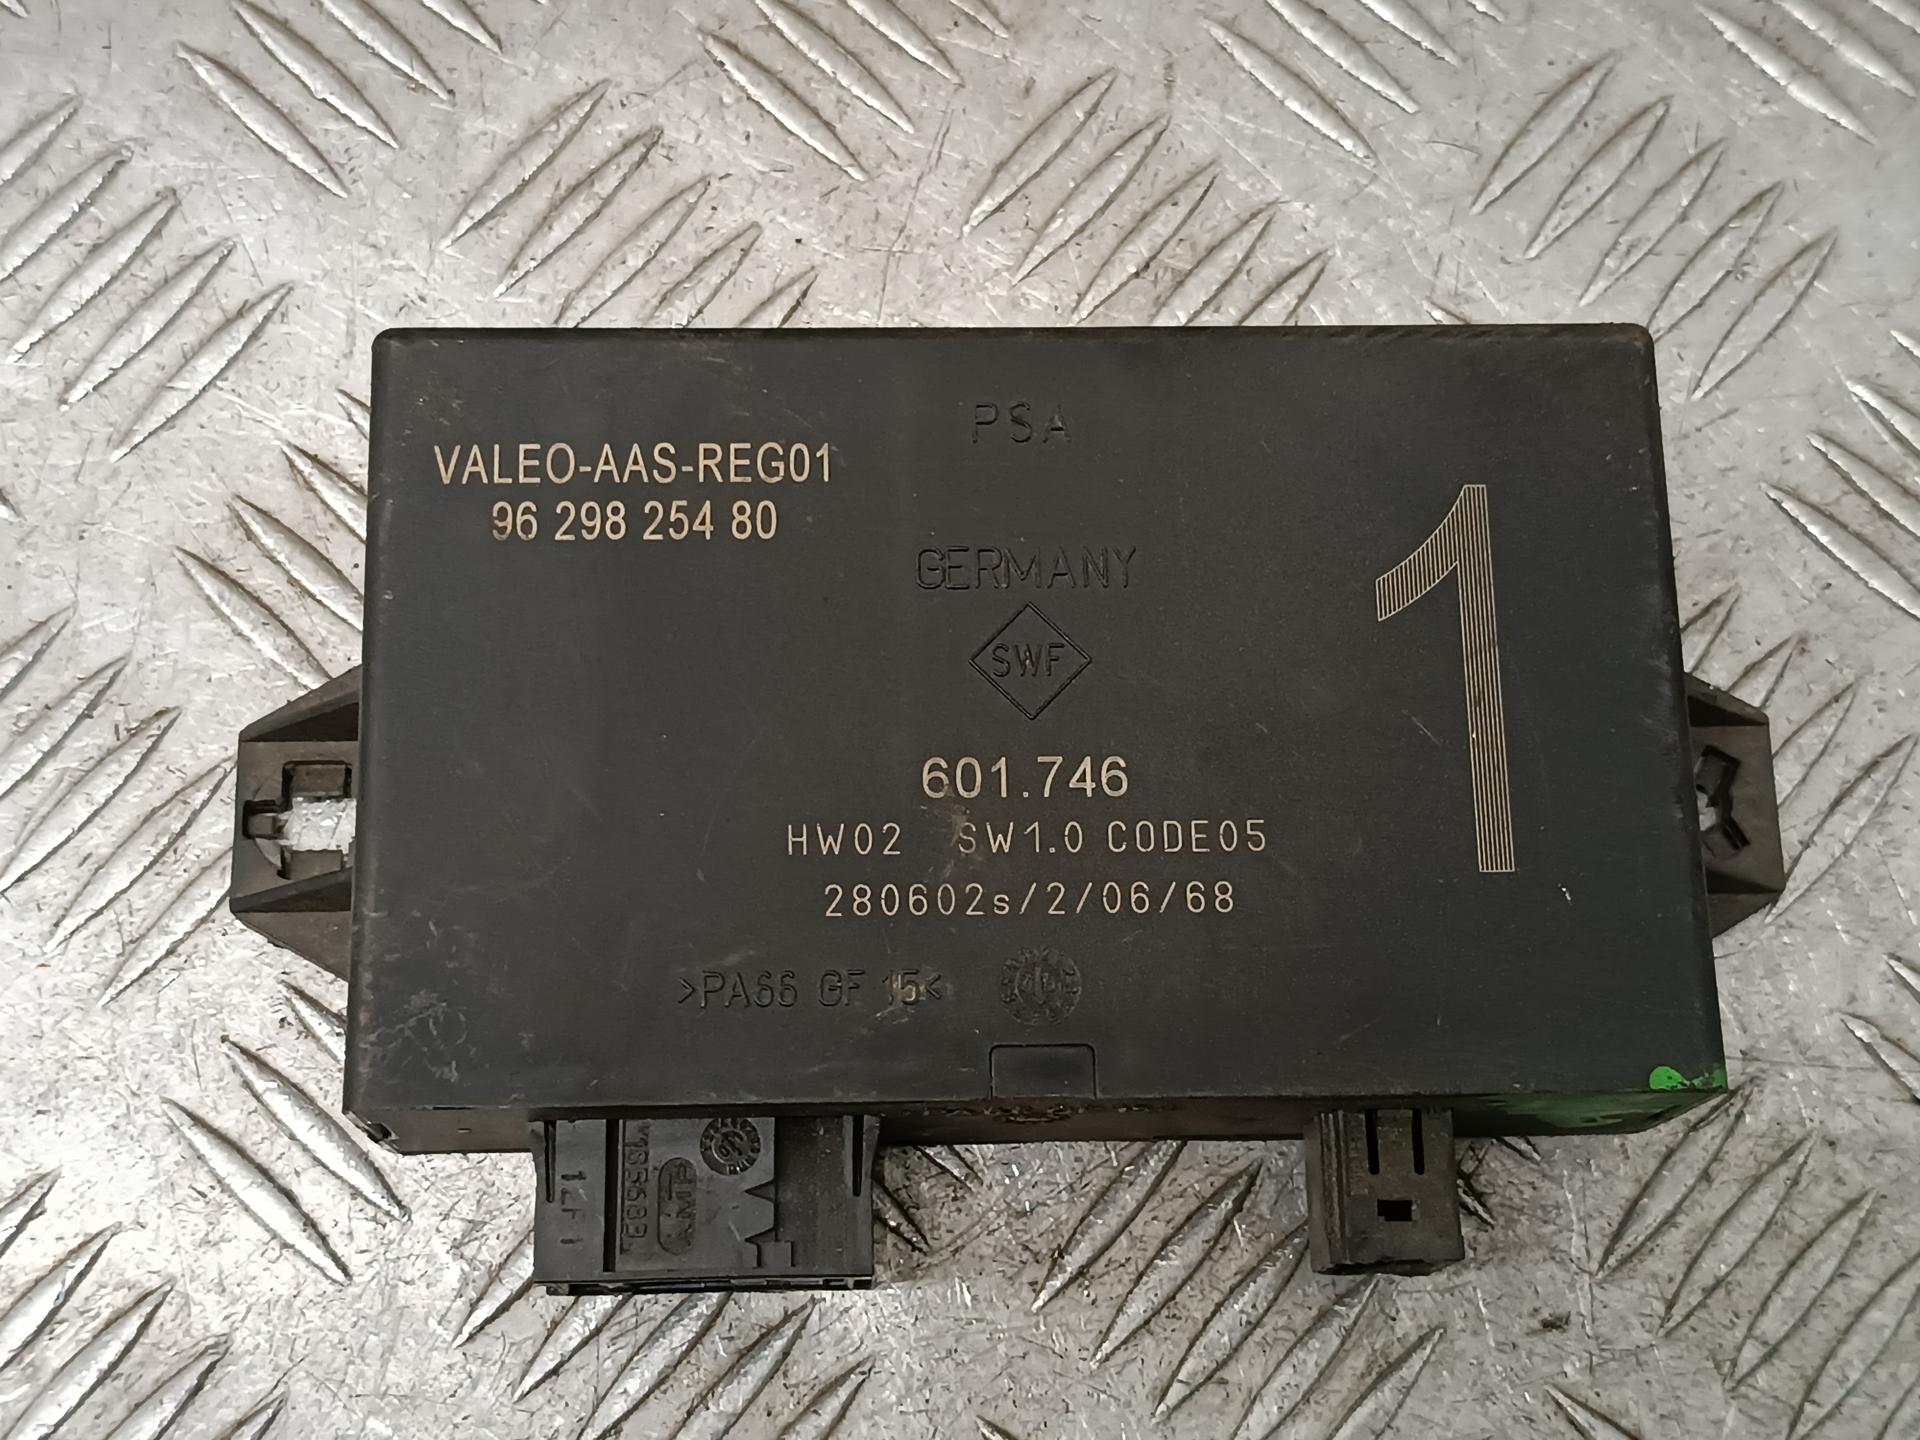 PSA
VALEO-AAS-REG01
96 298 254 80
1
GERMANY
SWF
601.746
HW02 SW1.0 CODE05
280602s/2/06/68
>PA66 GF 15<